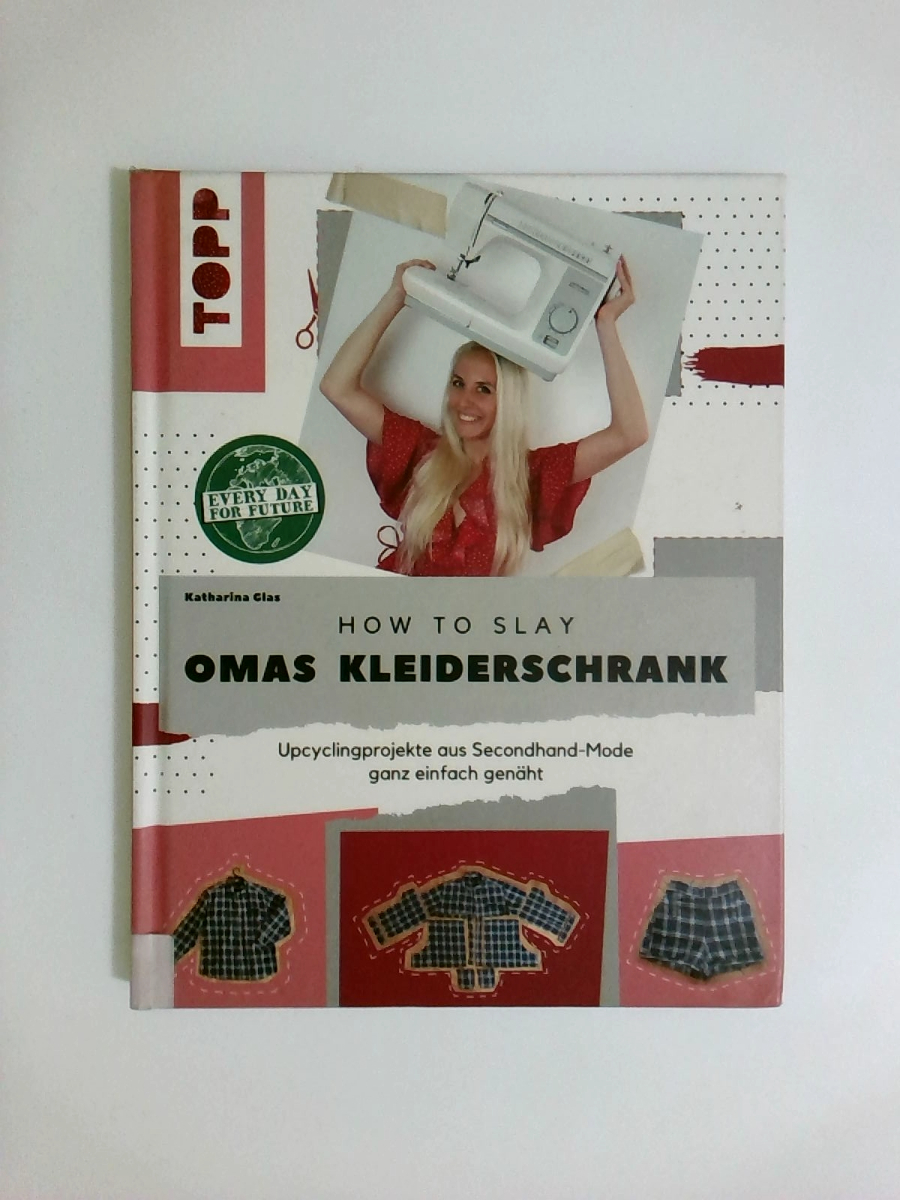 TOPP
EVERY DAY
FOR FUTURE
Katharina Glas
HOW TO SLAY
OMAS KLEIDERSCHRANK
Upcyclingprojekte aus Secondhand-Mode
ganz einfach genäht